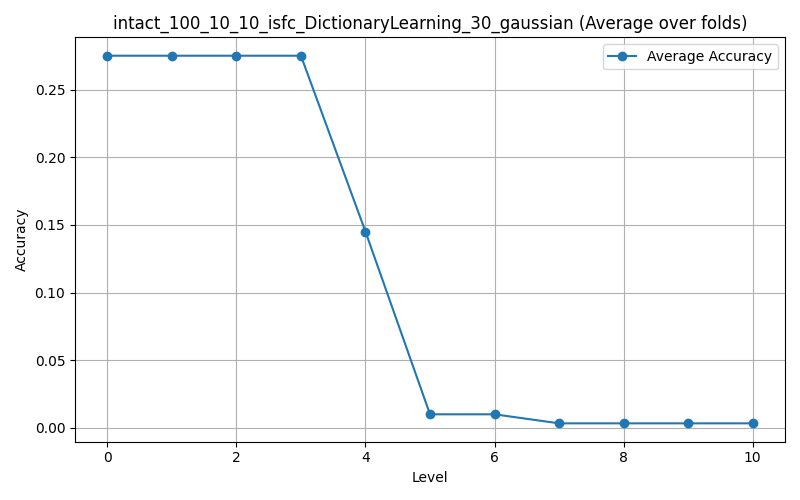 intact_100_10_10_isfc_DictionaryLearning_30_gaussian (Average over folds)
Average Accuracy
0.25
0.20
0.15
0.10
0.05
0.00
Accuracy
0 2 4 6 8 10
Level